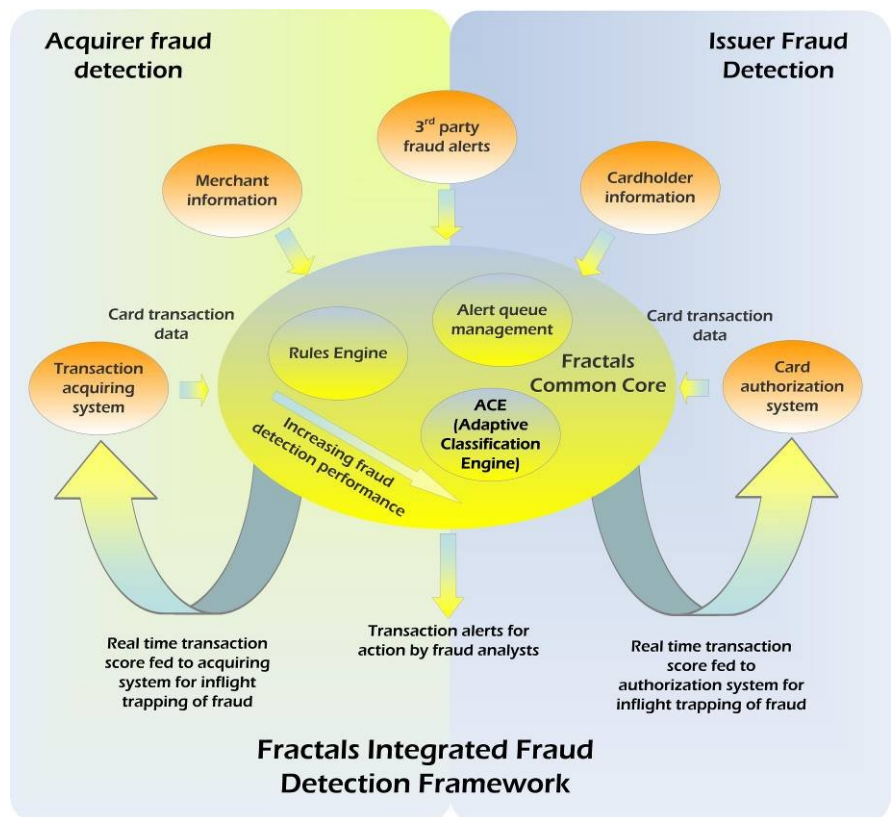 Acquirer fraud
detection
Issuer Fraud
Detection
3rd party
fraud alerts
Merchant
information
Cardholder
information
Card transaction
data
Transaction
acquiring
system
Rules Engine
Alert queue
management
Fractals
Common Core
ACE
(Adaptive
Classification
Engine)
Increasing fraud
detection performance
Card transaction
data
Card
authorization
system
Real time transaction
score fed to acquiring
system for inflight
trapping of fraud
Transaction alerts for
action by fraud analysts
Real time transaction
score fed to
authorization system for
inflight trapping of fraud
Fractals Integrated Fraud
Detection Framework